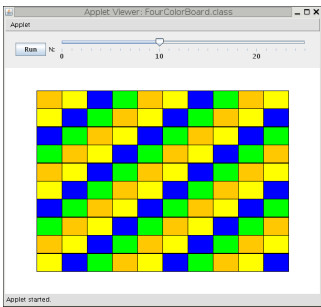 Applet Viewer: FourColorBoard.class
Applet
Run N:
0 10 20
Applet started.